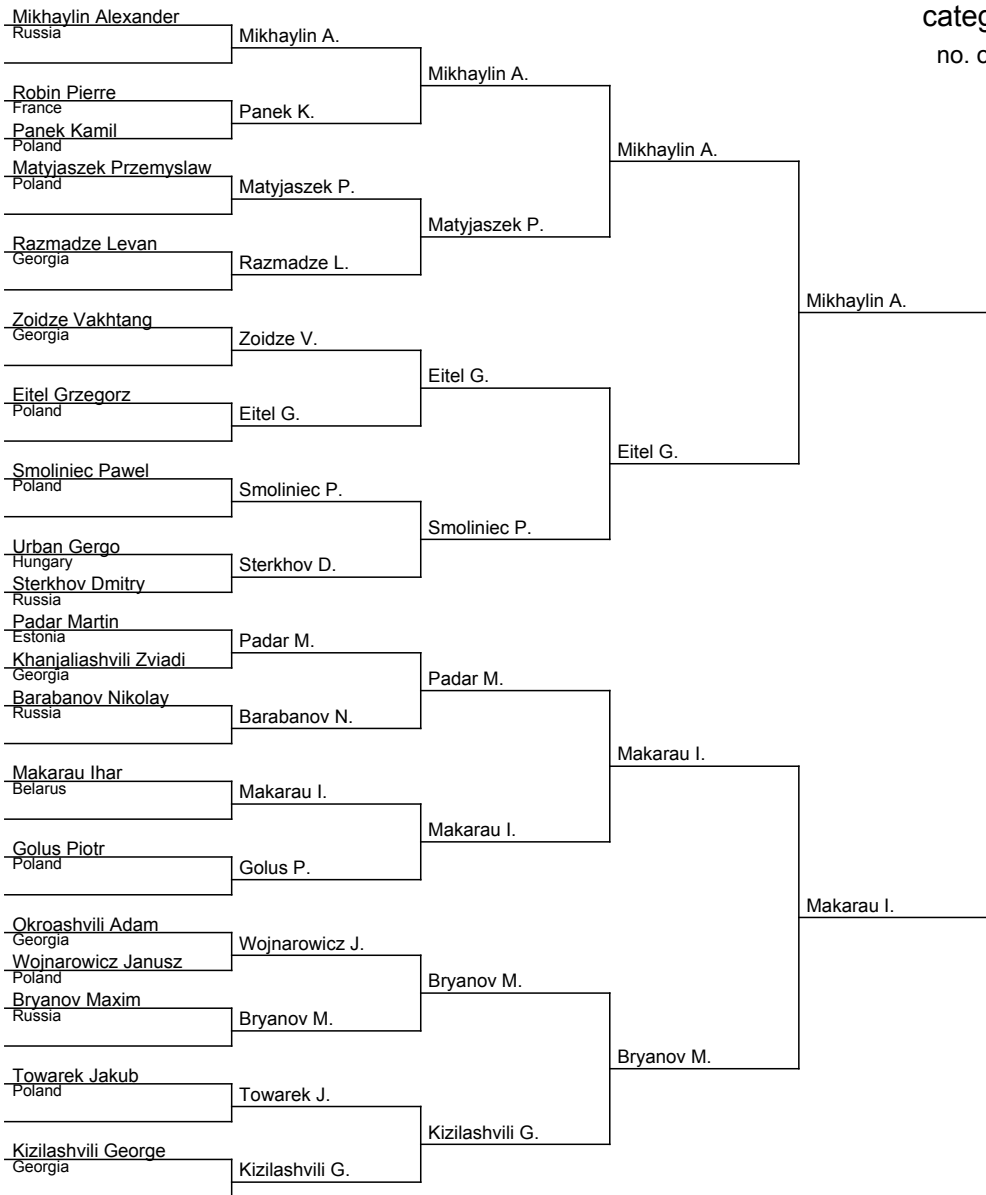 Mikhaylin Alexander
Russia
Robin Pierre
France
Panek Kamil
Poland
Matyjaszek Przemyslaw
Poland
Razmadze Levan
Georgia
Zoidze Vakhtang
Georgia
Eitel Grzegorz
Poland
Smoliniec Pawel
Poland
Urban Gergo
Hungary
Sterkhov Dmitry
Russia
Padar Martin
Estonia
Khanjaliashvili Zviadi
Georgia
Barabanov Nikolay
Russia
Makarau Ihar
Belarus
Golus Piotr
Poland
Okroashvili Adam
Georgia
Wojnarowicz Janusz
Poland
Bryanov Maxim
Russia
Towarek Jakub
Poland
Kizilashvili George
Georgia
Mikhaylin A.
Panek K.
Matyjaszek P.
Razmadze L.
Zoidze V.
Eitel G.
Smoliniec P.
Sterkhov D.
Padar M.
Barabanov N.
Makarau I.
Golus P.
Wojnarowicz J.
Bryanov M.
Towarek J.
Kizilashvili G.
Mikhaylin A.
Matyjaszek P.
Eitel G.
Smoliniec P.
Padar M.
Makarau I.
Bryanov M.
Kizilashvili G.
Mikhaylin A.
Eitel G.
Makarau I.
Bryanov M.
Mikhaylin A.
Makarau I.
categ
no. o